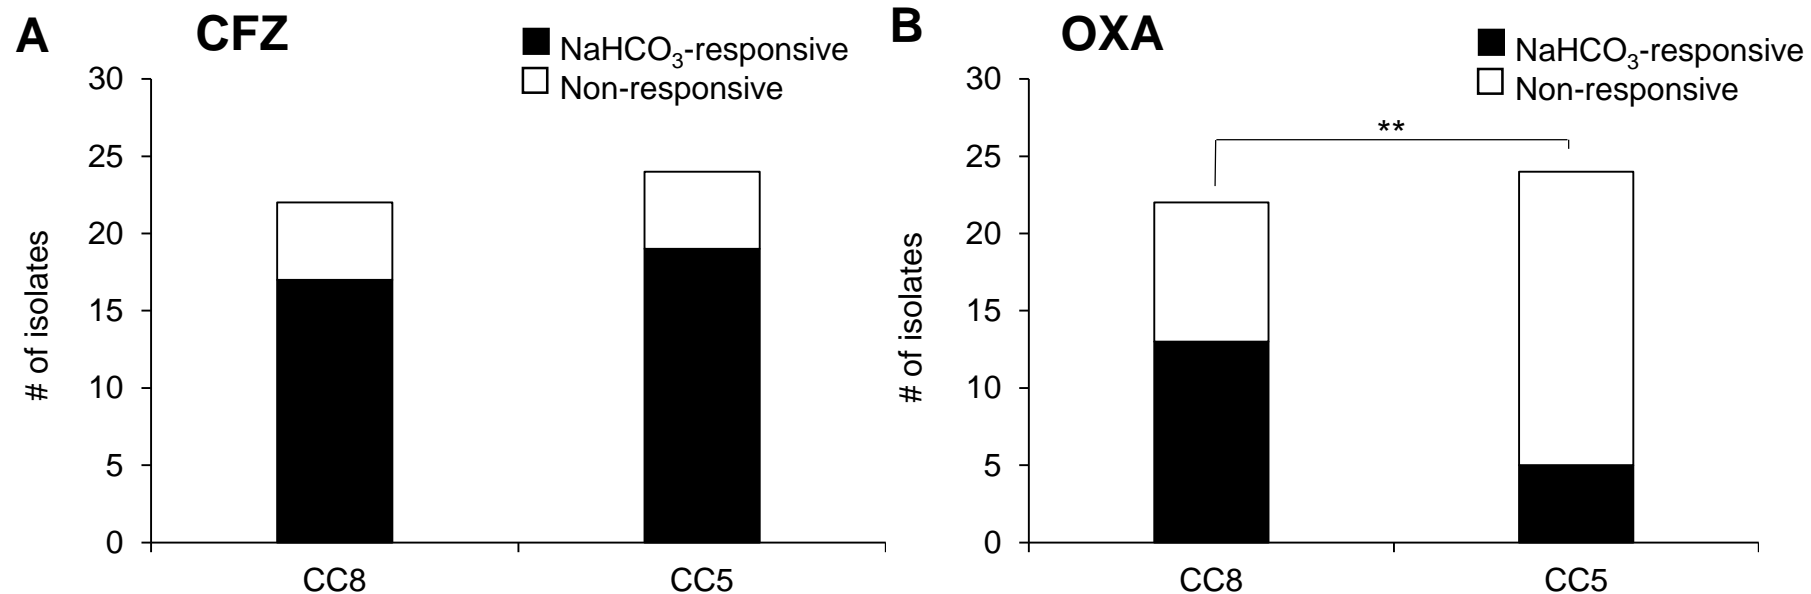 A CFZ
NaHCO₃-responsive
Non-responsive
30
25
20
15
10
5
0
# of isolates
CC8 CC5
B OXA
NaHCO₃-responsive
Non-responsive
30
25
20
15
10
5
0
# of isolates
**
CC8 CC5